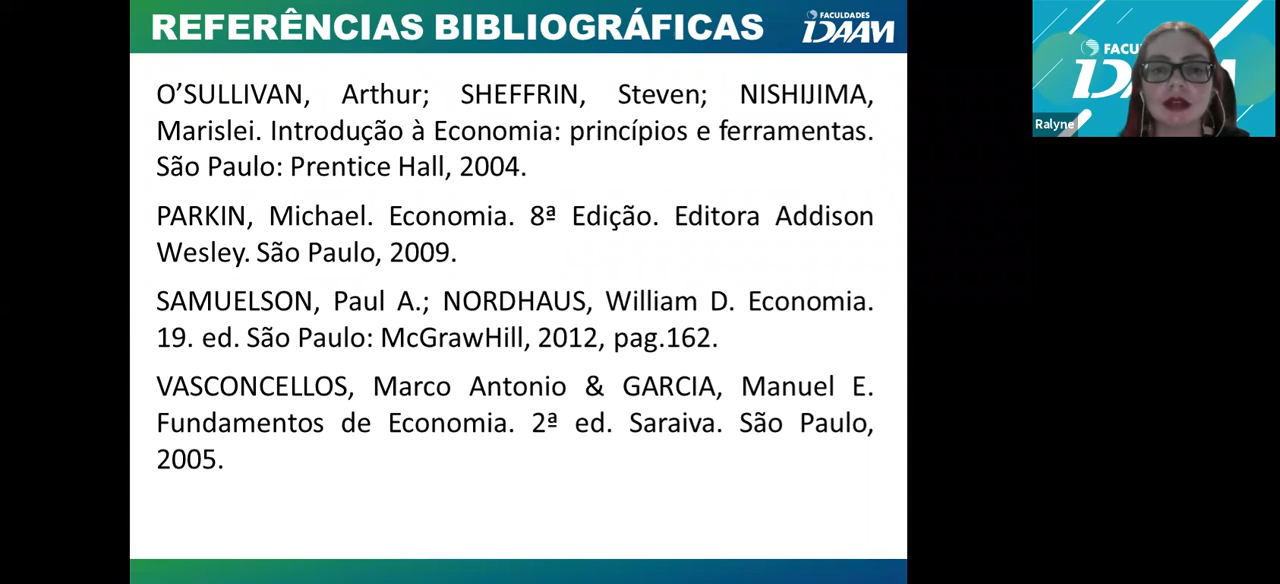 REFERÊNCIAS BIBLIOGRÁFICAS
FACULDADES
IDAAM
O’SULLIVAN, Arthur; SHEFFRIN, Steven; NISHIJIMA,
Marislei. Introdução à Economia: princípios e ferramentas.
São Paulo: Prentice Hall, 2004.
PARKIN, Michael. Economia. 8ª Edição. Editora Addison
Wesley. São Paulo, 2009.
SAMUELSON, Paul A.; NORDHAUS, William D. Economia.
19. ed. São Paulo: McGrawHill, 2012, pag.162.
VASCONCELLOS, Marco Antonio & GARCIA, Manuel E.
Fundamentos de Economia. 2ª ed. Saraiva. São Paulo,
2005.
Ralyne